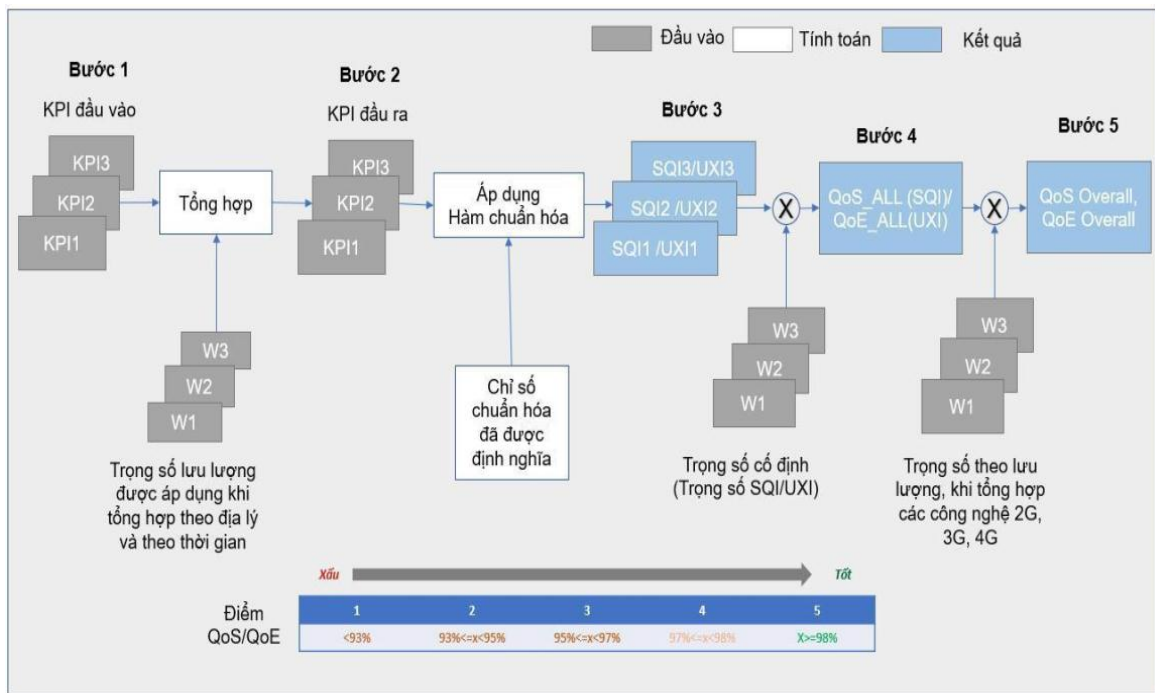 Đầu vào
Tính toán
Kết quả
Bước 1
KPI đầu vào
KPI3
KPI2
KPI1
Tổng hợp
W3
W2
W1
Trọng số lưu lượng
được áp dụng khi
tổng hợp theo địa lý
và theo thời gian
Bước 2
KPI đầu ra
KPI3
KPI2
KPI1
Áp dụng
Hàm chuẩn hóa
Chỉ số
chuẩn hóa
đã được
định nghĩa
Bước 3
SQI3/UXI3
SQI2 /UXI2
SQI1 /UXI1
X
W3
W2
W1
Trọng số cố định
(Trọng số SQI/UXI)
Bước 4
QoS_ALL (SQI)/
QoE_ALL(UXI)
X
W3
W2
W1
Trọng số theo lưu
lượng, khi tổng hợp
các công nghệ 2G,
3G, 4G
Bước 5
QoS Overall,
QoE Overall
Xấu
Tốt
Điểm
QoS/QoE
1 2 3 4 5
<93% 93%<=x<95% 95%<=x<97% 97%<=x<98% X>=98%